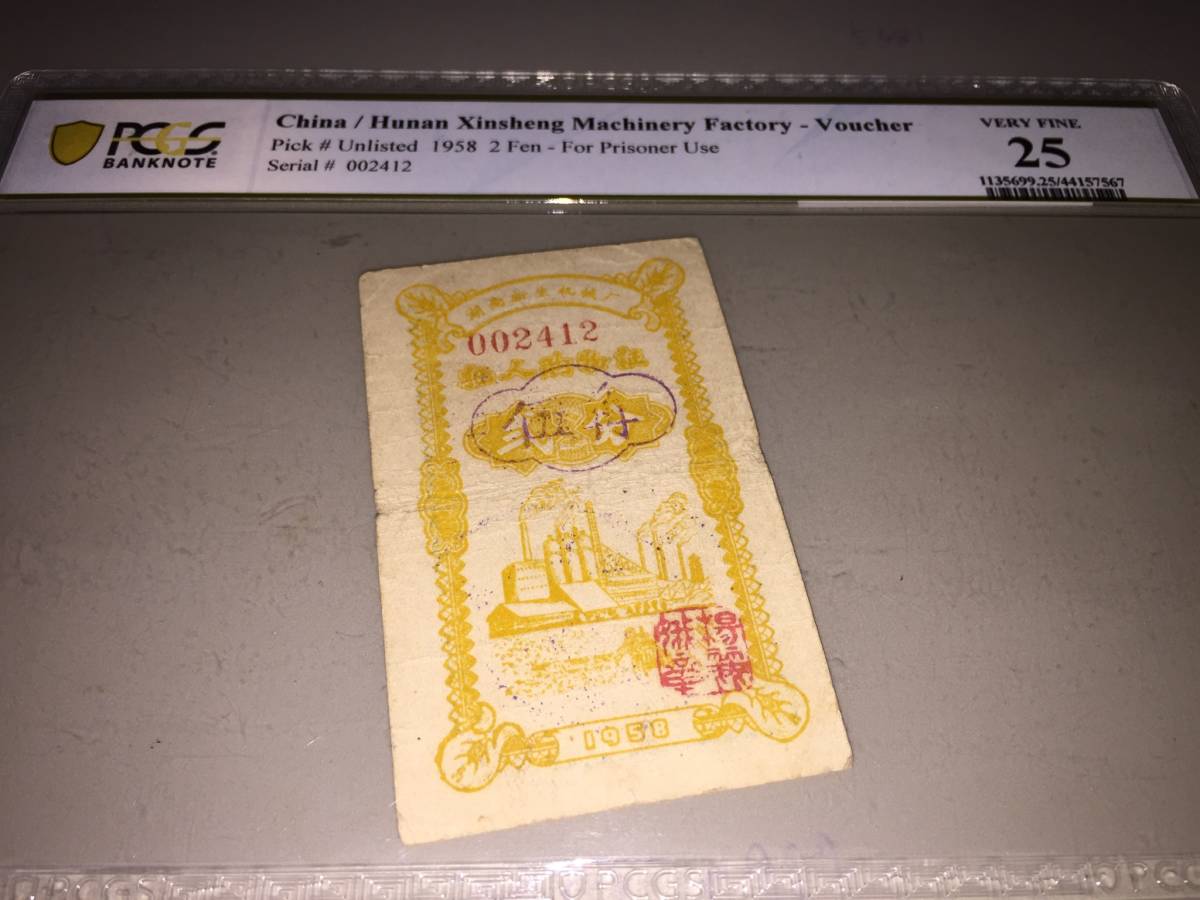 PCGS
BANKNOTE
China / Hunan Xinsheng Machinery Factory - Voucher
Pick # Unlisted 1958 2 Fen - For Prisoner Use
Serial # 002412
VERY FINE
25
1135699.25/44157567
湖南新生机械厂
002412
犯人购物证
1958
PCGS
PCGS